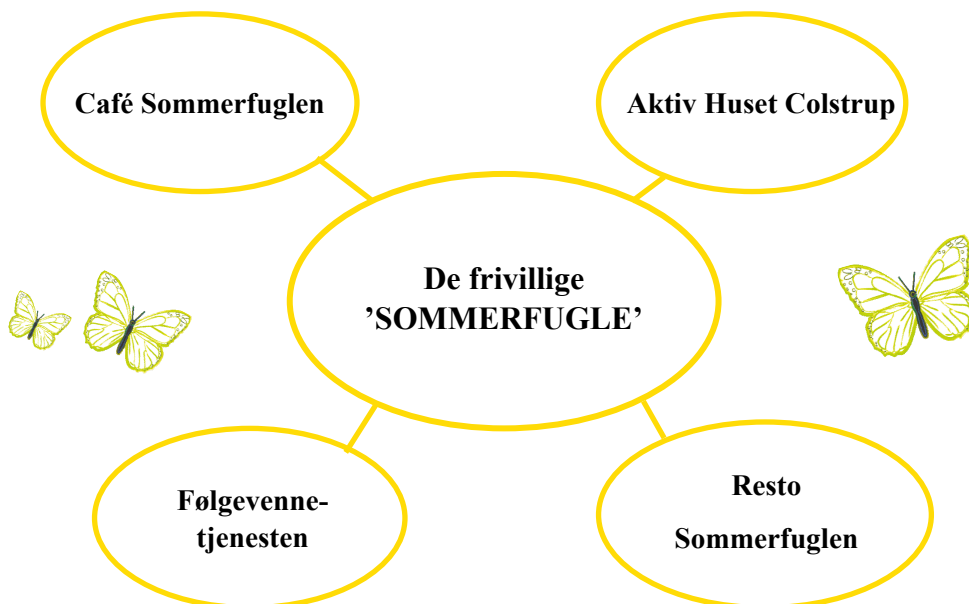 Café Sommerfuglen
Aktiv Huset Colstrup
De frivillige
’SOMMERFUGLE’
Følgevenne-
tjenesten
Resto
Sommerfuglen